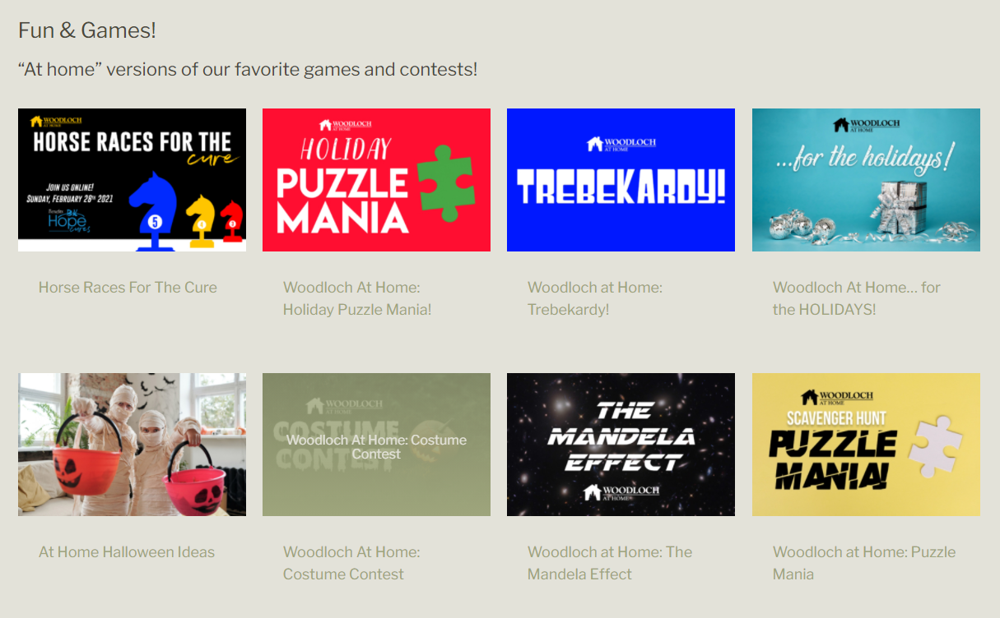 Fun & Games!
“At home” versions of our favorite games and contests!
WOODLOCH
AT HOME
HORSE RACES FOR THE
cure
JOIN US ONLINE!
SUNDAY, FEBRUARY 28th 2021
Benefits
Hope
cures
5
WOODLOCH
AT HOME
HOLIDAY
PUZZLE
MANIA
WOODLOCH
AT HOME
TREBEKARDY!
WOODLOCH
AT HOME
...for the holidays!
Horse Races For The Cure
Woodloch At Home:
Holiday Puzzle Mania!
Woodloch at Home:
Trebekardy!
Woodloch At Home… for
the HOLIDAYS!
WOODLOCH
AT HOME
COSTUME
CONTEST
Woodloch At Home: Costume
Contest
THE
MANDELA
EFFECT
WOODLOCH
AT HOME
WOODLOCH
AT HOME
SCAVENGER HUNT
PUZZLE
MANIA!
At Home Halloween Ideas
Woodloch At Home:
Costume Contest
Woodloch at Home: The
Mandela Effect
Woodloch at Home: Puzzle
Mania